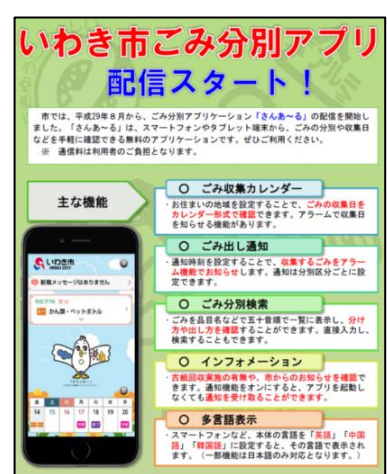 いわき市ごみ分別アプリ
配信スタート！
市では、平成29年８月から、ごみ分別アプリケーション「さんあ～る」の配信を開始し
ました。「さんあ～る」は、スマートフォンやタブレット端末から、ごみの分別や収集日
などを手軽に確認できる無料のアプリケーションです。ぜひご利用ください。
※　通信料は利用者のご負担となります。
主な機能
○　ごみ収集カレンダー
・お住まいの地域を設定することで、ごみの収集日を
カレンダー形式で確認できます。アラームで収集日
を知らせる機能があります。
○　ごみ出し通知
・通知時刻を設定することで、収集するごみをアラー
ム機能でお知らせします。通知は分別区分ごとに設
定できます。
○　ごみ分別検索
・ごみを品目名などで五十音順で一覧に表示し、分け
方や出し方を確認することができます。直接入力し、
検索することもできます。
○　インフォメーション
・古紙回収実施の有無や、市からのお知らせを確認で
きます。通知機能をオンにすると、アプリを起動し
なくても通知を受け取ることができます。
○　多言語表示
・スマートフォンなど、本体の言語を「英語」「中国
語」「韓国語」に設定すると、その言語で表示され
ます。（一部機能は日本語のみ対応となります。）
いわき市
IWAKI CITY
新着メッセージはありません
かん類・ペットボトル
14 15 16 17 18 19 20